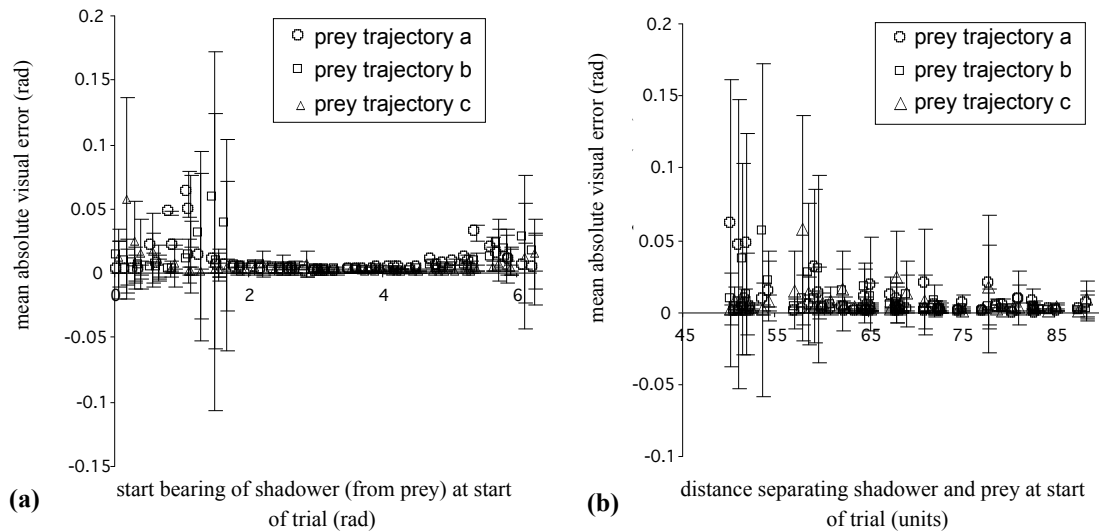 0.2
0.15
0.1
0.05
0
-0.05
-0.1
-0.15
0
2
4
6
mean absolute visual error (rad)
prey trajectory a
prey trajectory b
prey trajectory c
(a)
start bearing of shadower (from prey) at start
of trial (rad)
0.2
0.15
0.1
0.05
0
-0.05
-0.1
45
55
65
75
85
mean absolute visual error (rad)
prey trajectory a
prey trajectory b
prey trajectory c
(b)
distance separating shadower and prey at start
of trial (units)